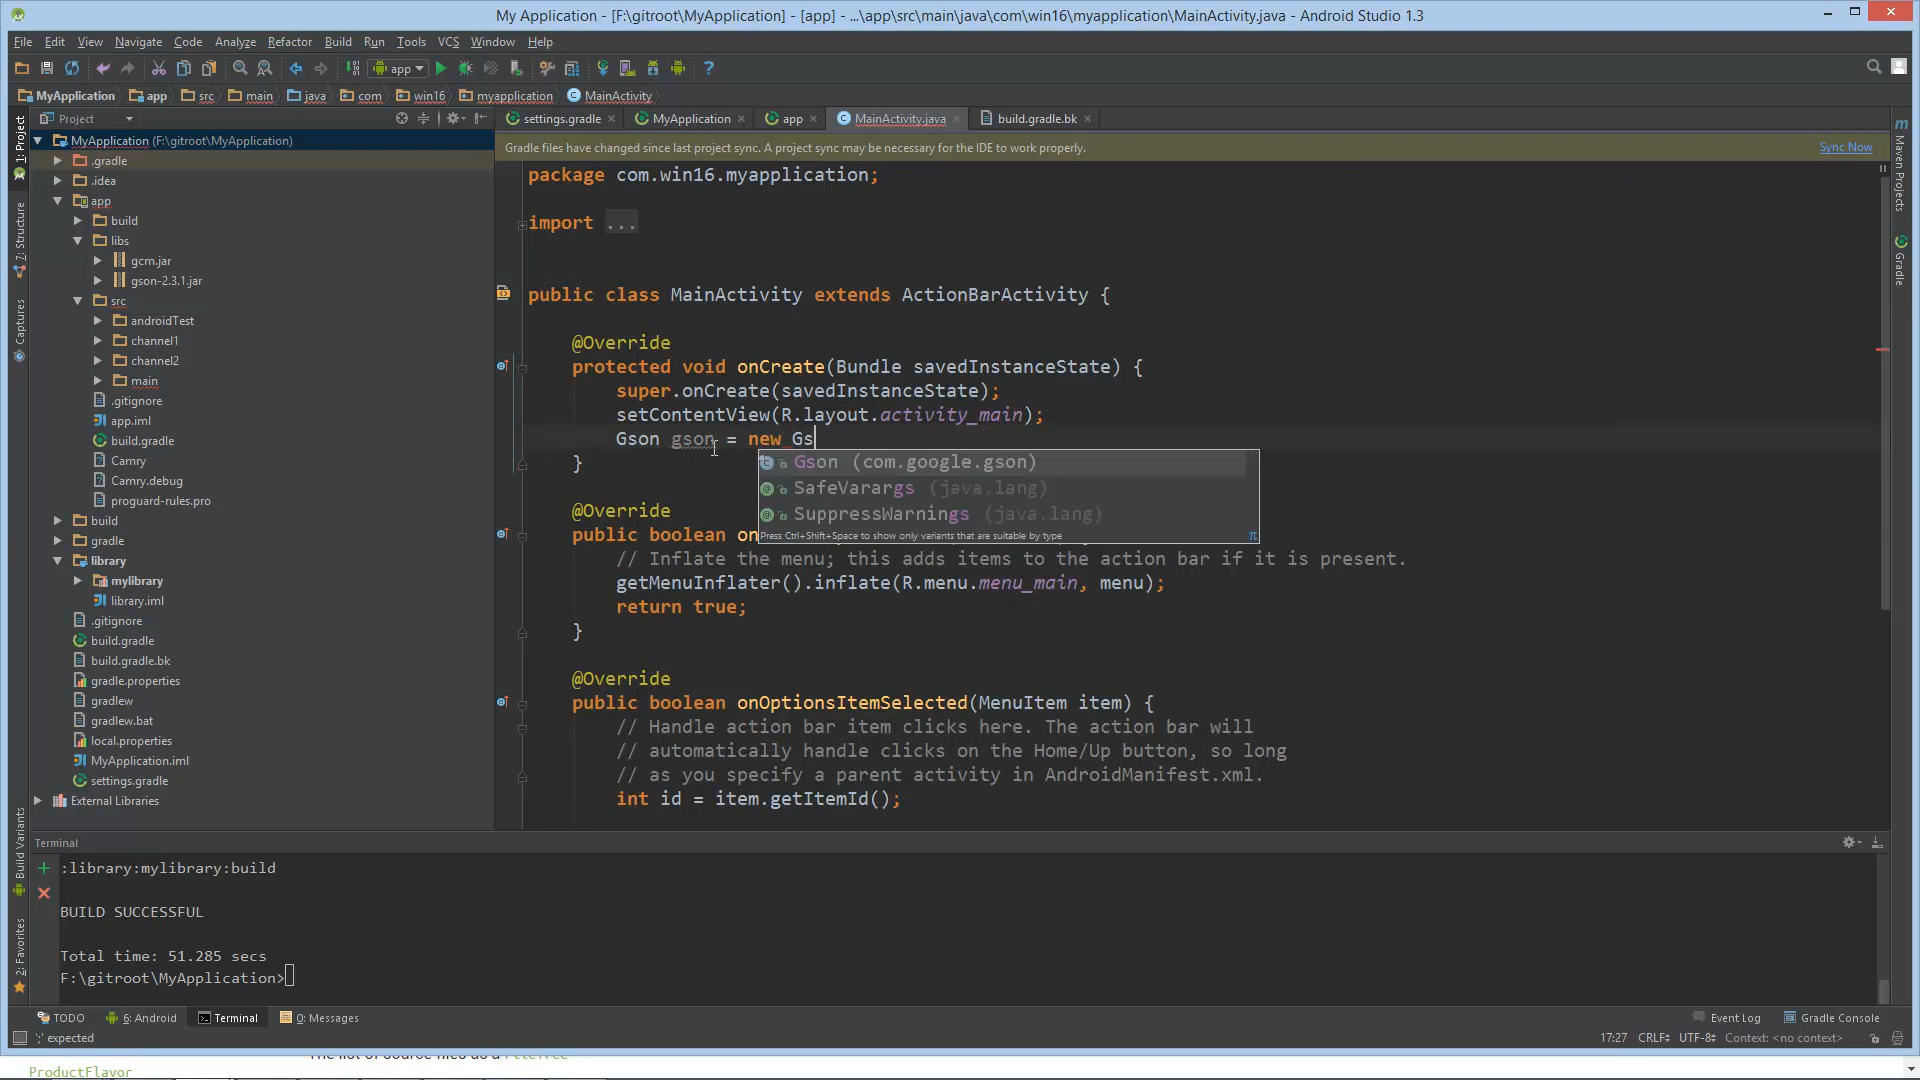 My Application - [F:\gitroot\MyApplication] - [app] - ...\app\src\main\java\com\win16\myapplication\MainActivity.java - Android Studio 1.3
File Edit View Navigate Code Analyze Refactor Build Run Tools VCS Window Help
app
MyApplication app src main java com win16 myapplication MainActivity
Project
settings.gradle MyApplication app MainActivity.java build.gradle.bk
Gradle files have changed since last project sync. A project sync may be necessary for the IDE to work properly. Sync Now
1: Project
7: Structure
Captures
Build Variants
2: Favorites
MyApplication (F:\gitroot\MyApplication)
.gradle
.idea
app
build
libs
gcm.jar
gson-2.3.1.jar
src
androidTest
channel1
channel2
main
.gitignore
app.iml
build.gradle
Camry
Camry.debug
proguard-rules.pro
build
gradle
library
mylibrary
library.iml
.gitignore
build.gradle
build.gradle.bk
gradle.properties
gradlew
gradlew.bat
local.properties
MyApplication.iml
settings.gradle
External Libraries
package com.win16.myapplication;
import ...
public class MainActivity extends ActionBarActivity {
@Override
protected void onCreate(Bundle savedInstanceState) {
super.onCreate(savedInstanceState);
setContentView(R.layout.activity_main);
Gson gson = new Gs
}
Gson (com.google.gson)
SafeVarargs (java.lang)
SuppressWarnings (java.lang)
Press Ctrl+Shift+Space to show only variants that are suitable by type π
@Override
public boolean on
// Inflate the menu; this adds items to the action bar if it is present.
getMenuInflater().inflate(R.menu.menu_main, menu);
return true;
}
@Override
public boolean onOptionsItemSelected(MenuItem item) {
// Handle action bar item clicks here. The action bar will
// automatically handle clicks on the Home/Up button, so long
// as you specify a parent activity in AndroidManifest.xml.
int id = item.getItemId();
Maven Projects
Gradle
Terminal
:library:mylibrary:build
BUILD SUCCESSFUL
Total time: 51.285 secs
F:\gitroot\MyApplication>
TODO 6: Android Terminal 0: Messages Event Log Gradle Console
';' expected 17:27 CRLF UTF-8 Context: <no context>
ProductFlavor